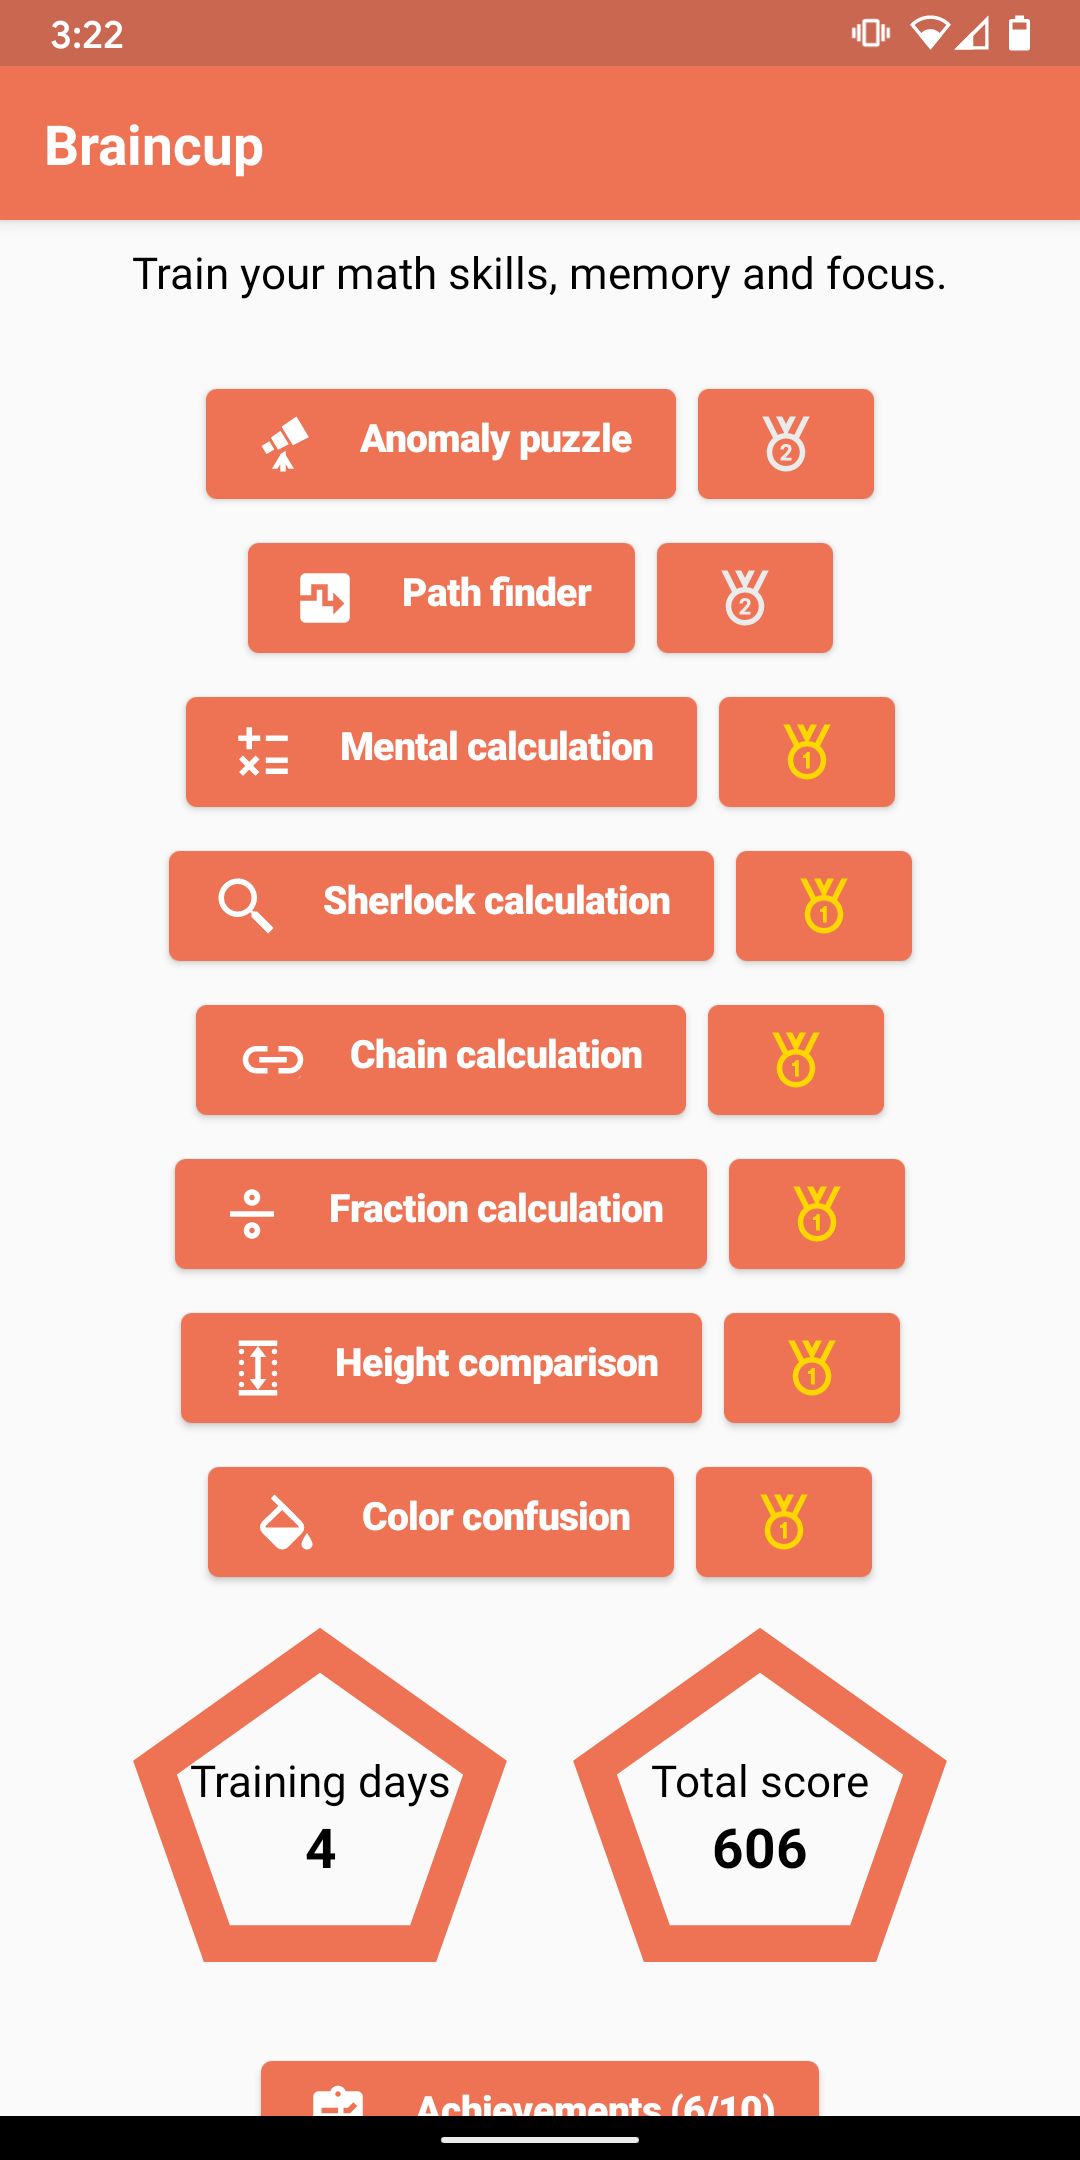 3:22
Braincup
Train your math skills, memory and focus.
Anomaly puzzle
2
Path finder
2
Mental calculation
1
Sherlock calculation
1
Chain calculation
1
Fraction calculation
1
Height comparison
1
Color confusion
1
Training days
4
Total score
606
Achievements (6/10)